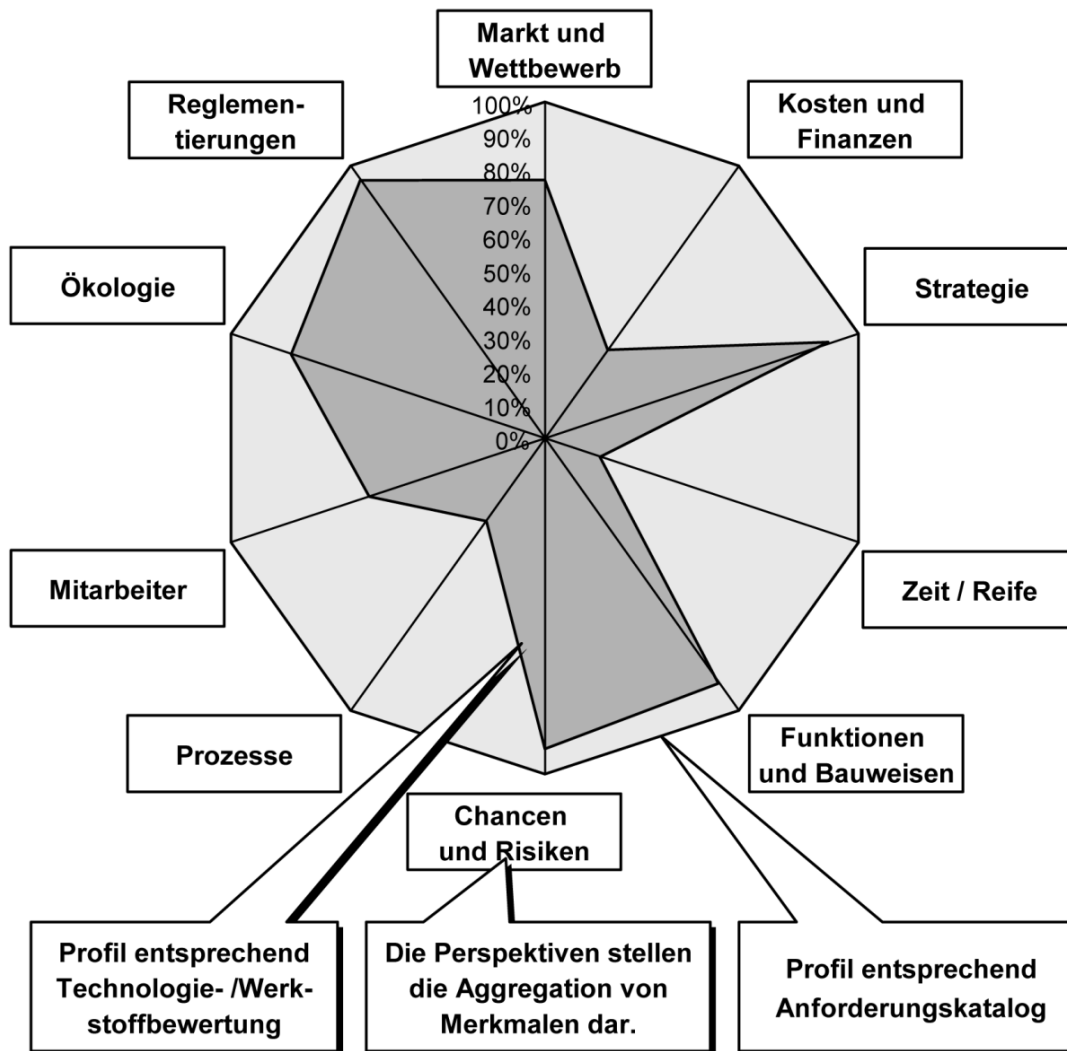 Markt und
Wettbewerb
Reglemen-
tierungen
Kosten und
Finanzen
100%
90%
80%
70%
60%
50%
40%
30%
20%
10%
0%
Ökologie
Strategie
Mitarbeiter
Zeit / Reife
Prozesse
Funktionen
und Bauweisen
Chancen
und Risiken
Profil entsprechend
Technologie- /Werk-
stoffbewertung
Die Perspektiven stellen
die Aggregation von
Merkmalen dar.
Profil entsprechend
Anforderungskatalog